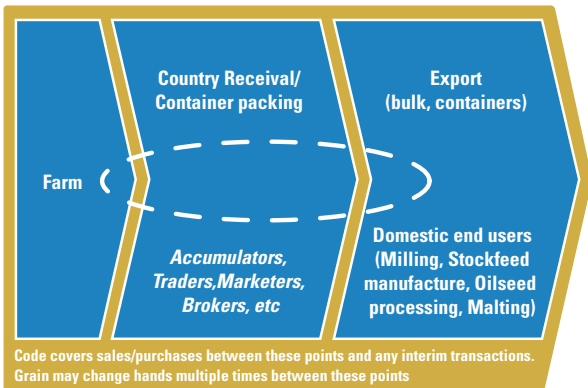 Farm
Country Receival/
Container packing
Accumulators,
Traders,Marketers,
Brokers, etc
Export
(bulk, containers)
Domestic end users
(Milling, Stockfeed
manufacture, Oilseed
processing, Malting)
Code covers sales/purchases between these points and any interim transactions.
Grain may change hands multiple times between these points